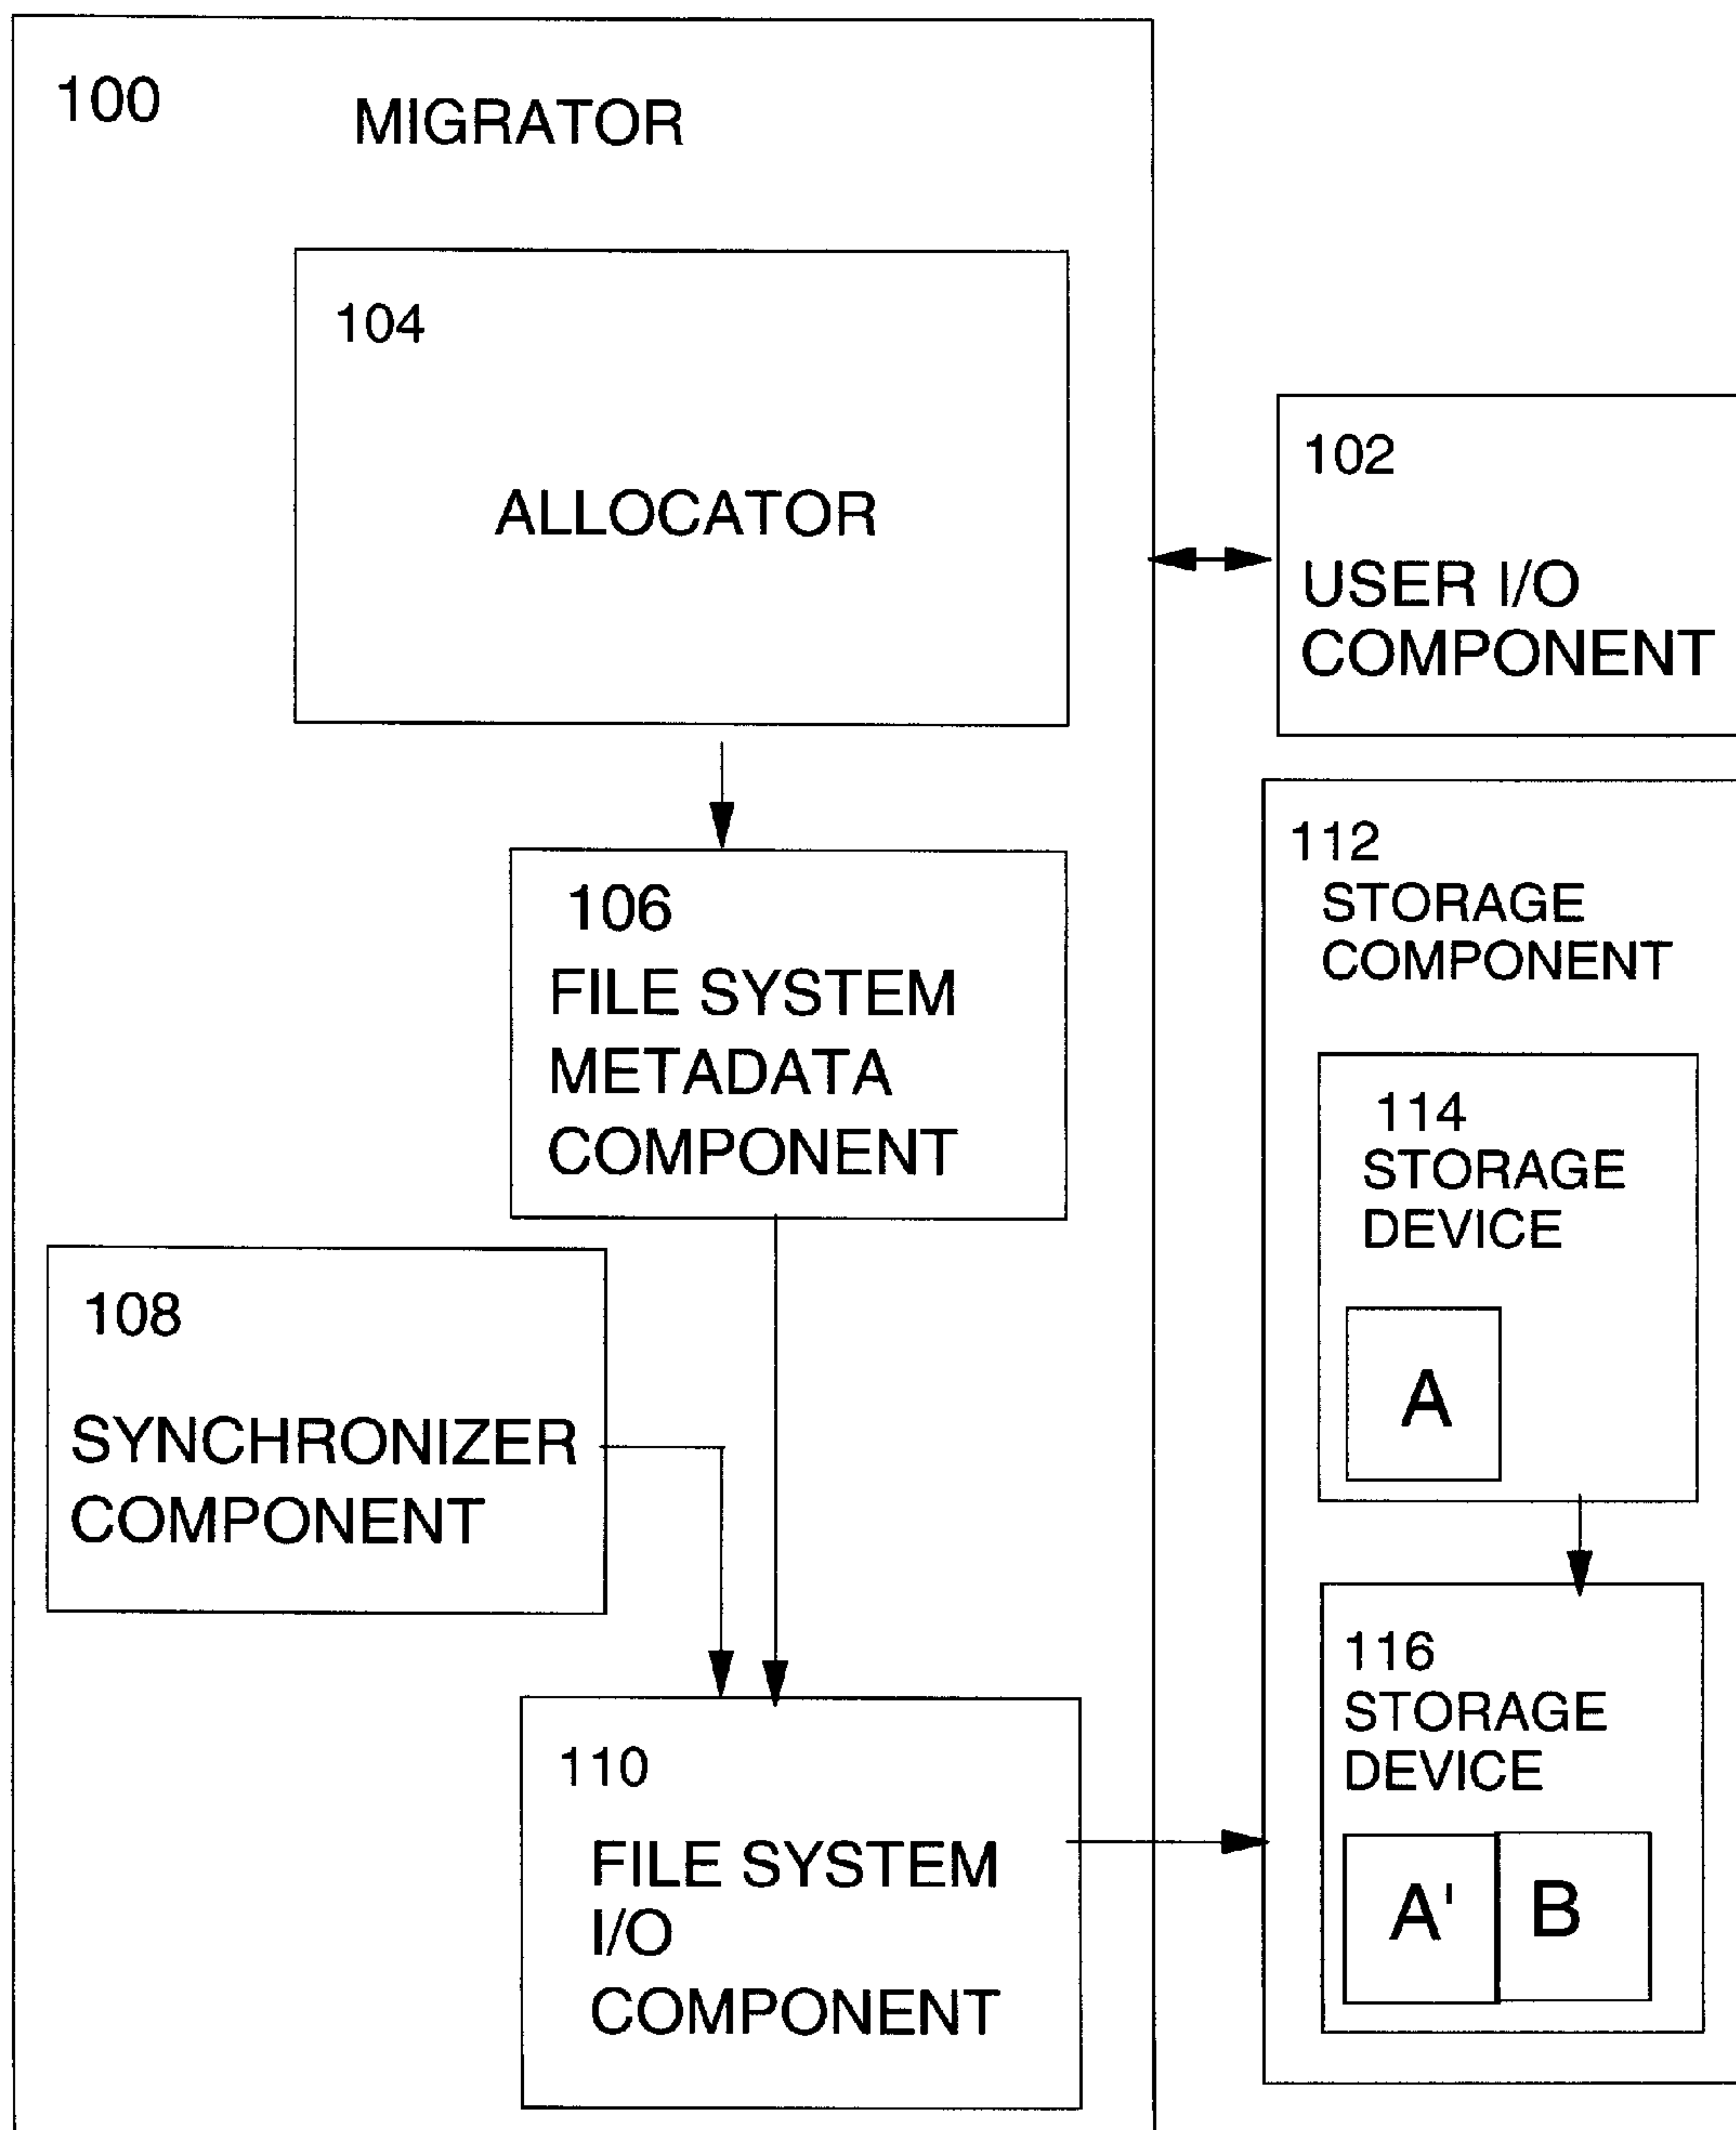 100
MIGRATOR
104
ALLOCATOR
102
USER I/O
COMPONENT
106
FILE SYSTEM
METADATA
COMPONENT
108
SYNCHRONIZER
COMPONENT
110
FILE SYSTEM
I/O
COMPONENT
112
STORAGE
COMPONENT
114
STORAGE
DEVICE
A
116
STORAGE
DEVICE
A'
B